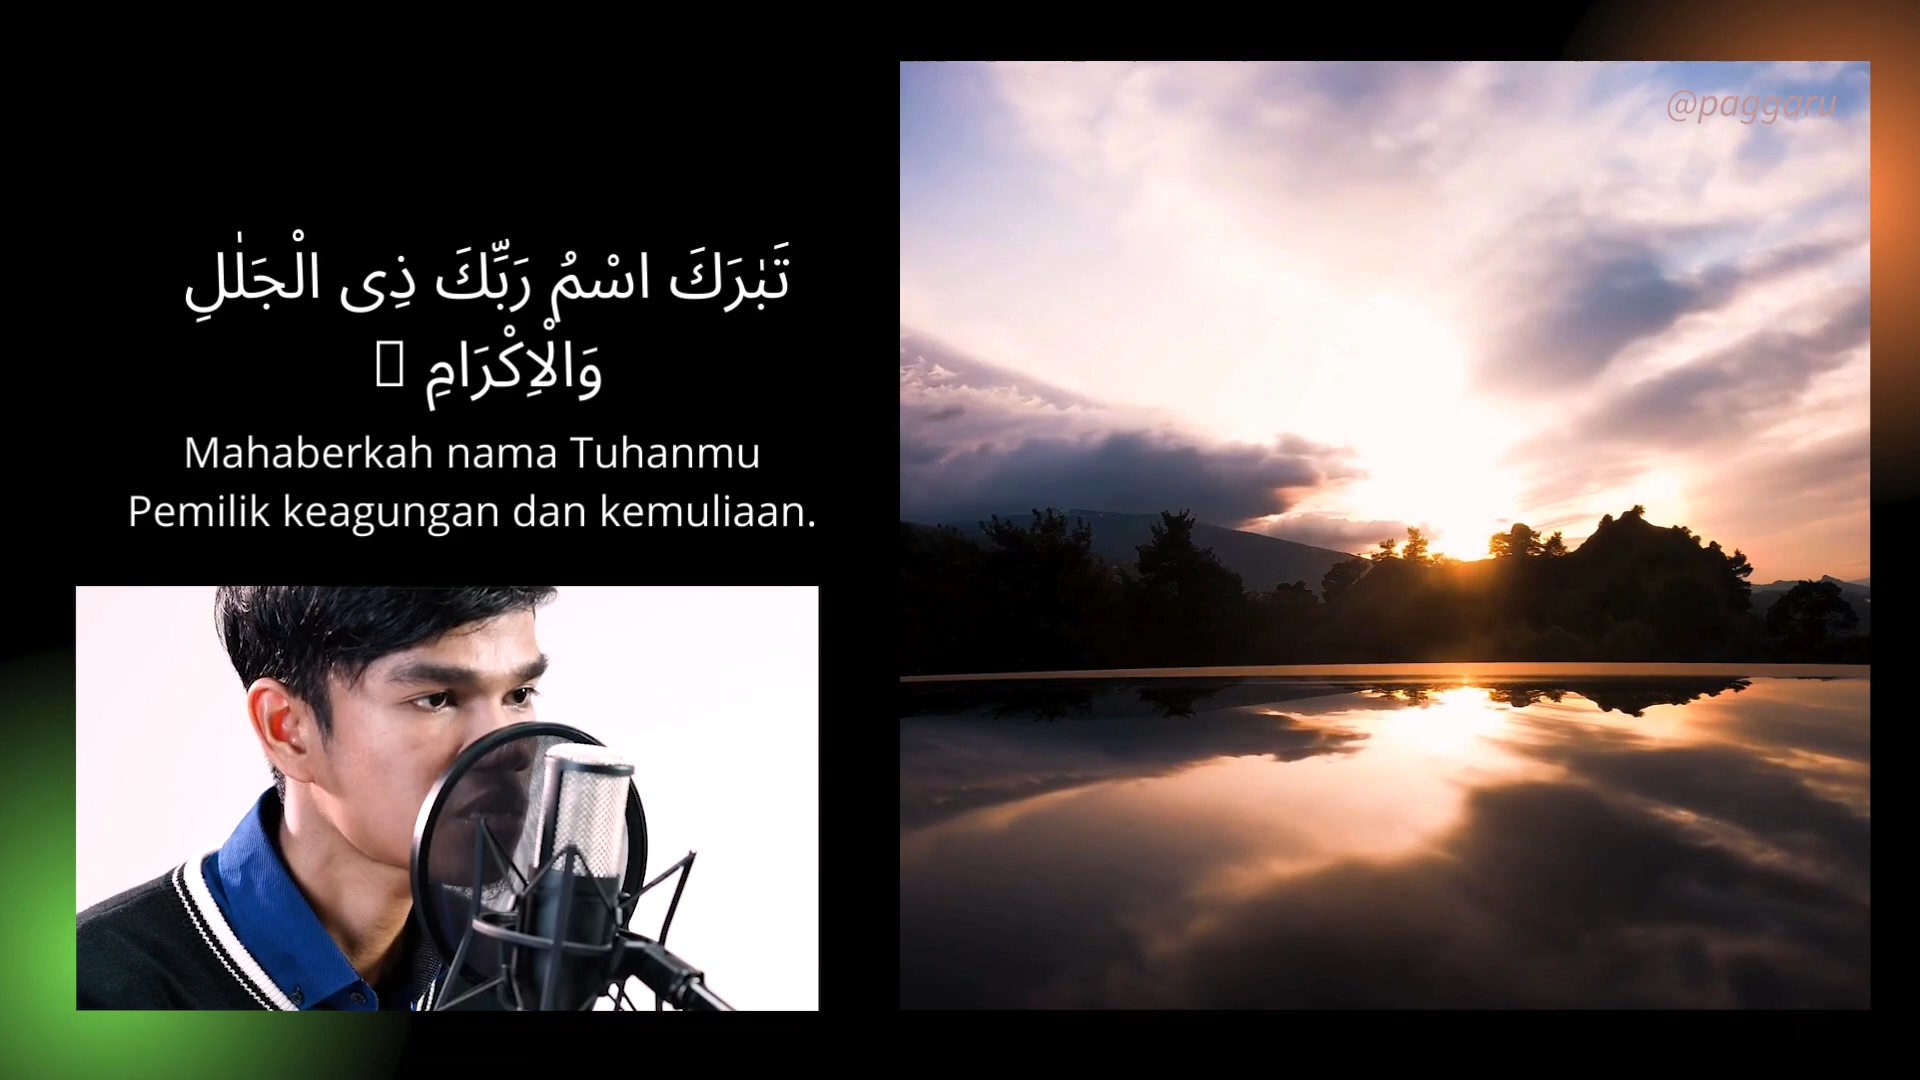 تَبٰرَكَ اسْمُ رَبِّكَ ذِى الْجَلٰلِ
وَالْاِكْرَامِ
Mahaberkah nama Tuhanmu
Pemilik keagungan dan kemuliaan.
@paggaru